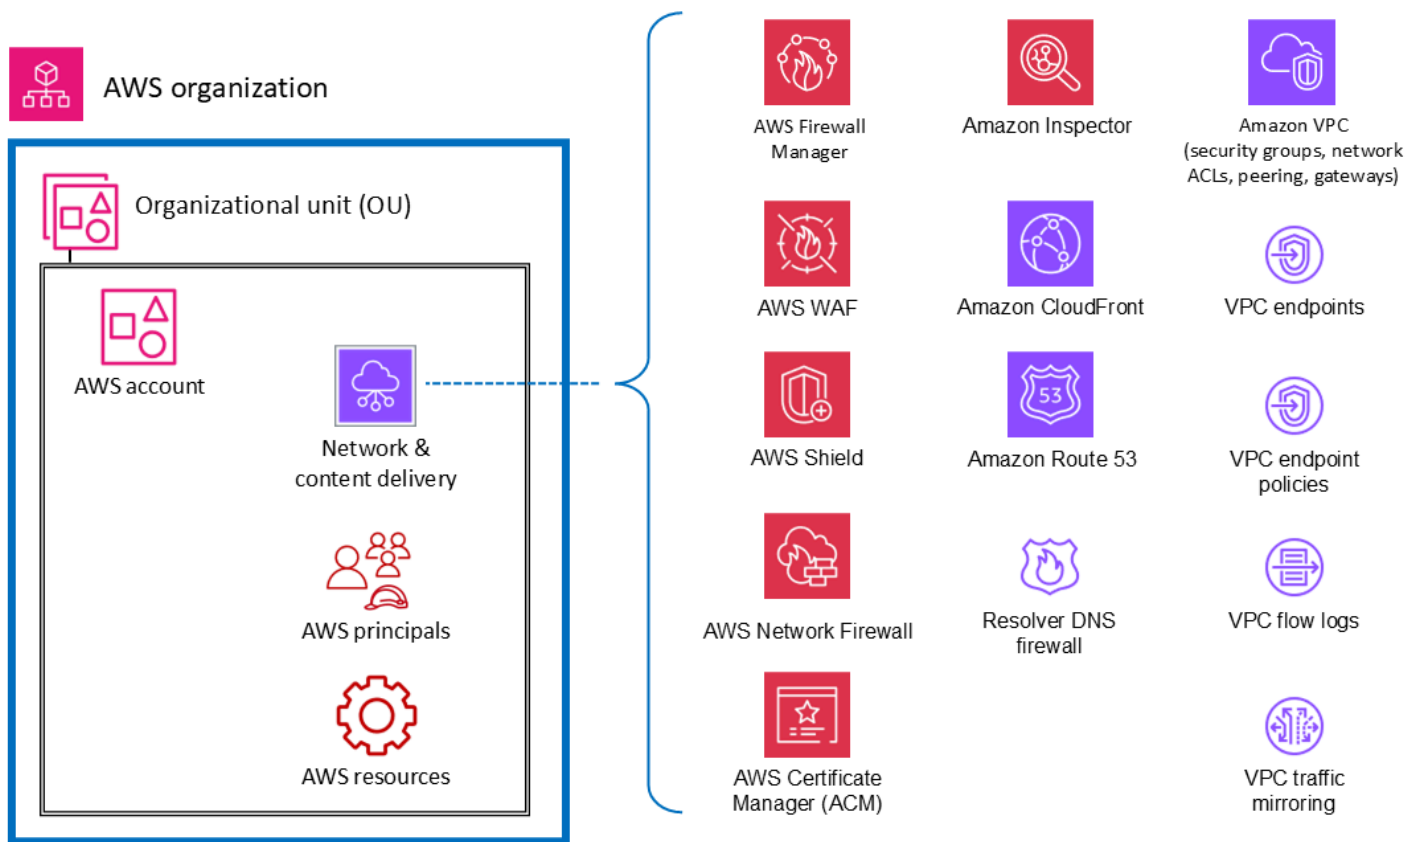 AWS organization
Organizational unit (OU)
AWS account
Network &
content delivery
AWS principals
AWS resources
AWS Firewall
Manager
Amazon Inspector
Amazon VPC
(security groups, network
ACLs, peering, gateways)
AWS WAF
Amazon CloudFront
VPC endpoints
AWS Shield
53
Amazon Route 53
VPC endpoint
policies
AWS Network Firewall
Resolver DNS
firewall
VPC flow logs
AWS Certificate
Manager (ACM)
VPC traffic
mirroring